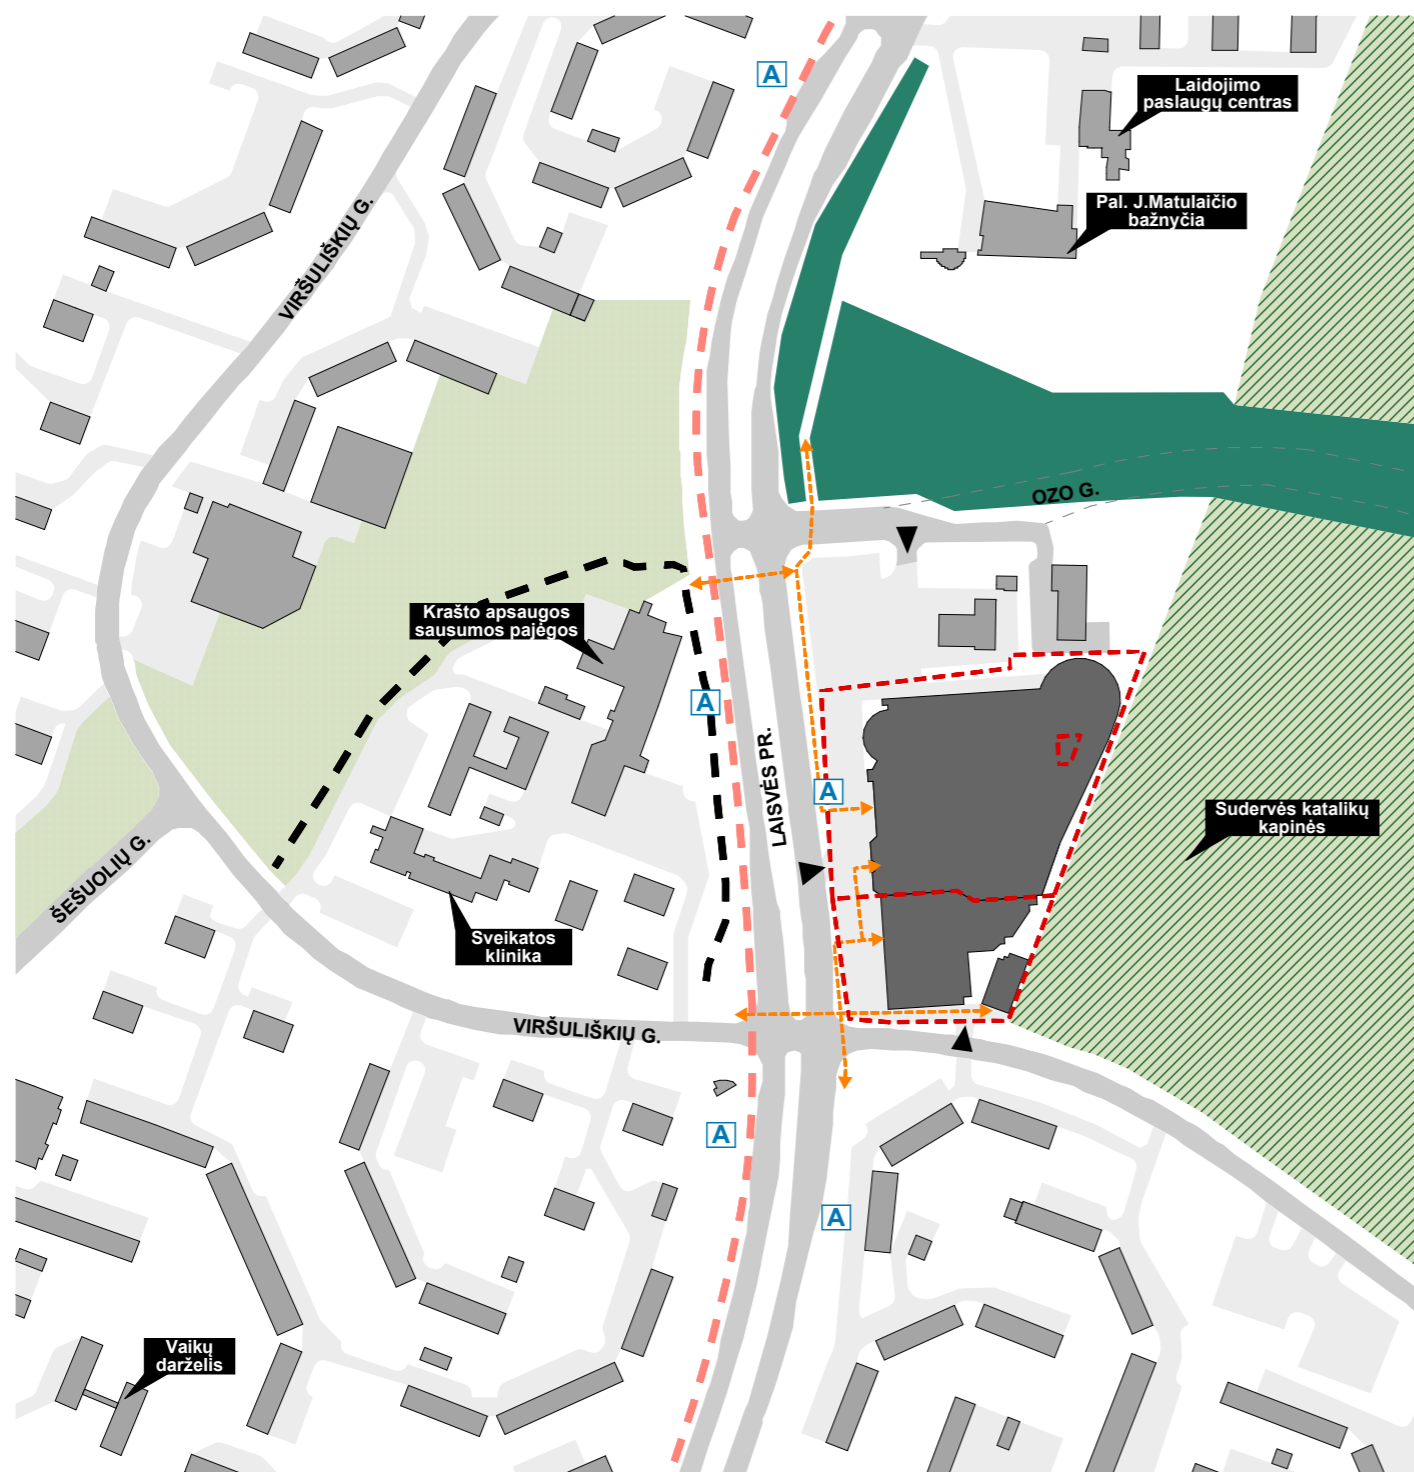 A
Laidojimo
paslaugų centras
Pal. J.Matulaičio
bažnyčia
VIRŠULIŠKIŲ G.
OZO G.
Krašto apsaugos
sausumos pajėgos
A
LAISVĖS PR.
A
Sudervės katalikų
kapinės
ŠEŠUOLIŲ G.
Sveikatos
klinika
VIRŠULIŠKIŲ G.
A
A
Vaikų
darželis